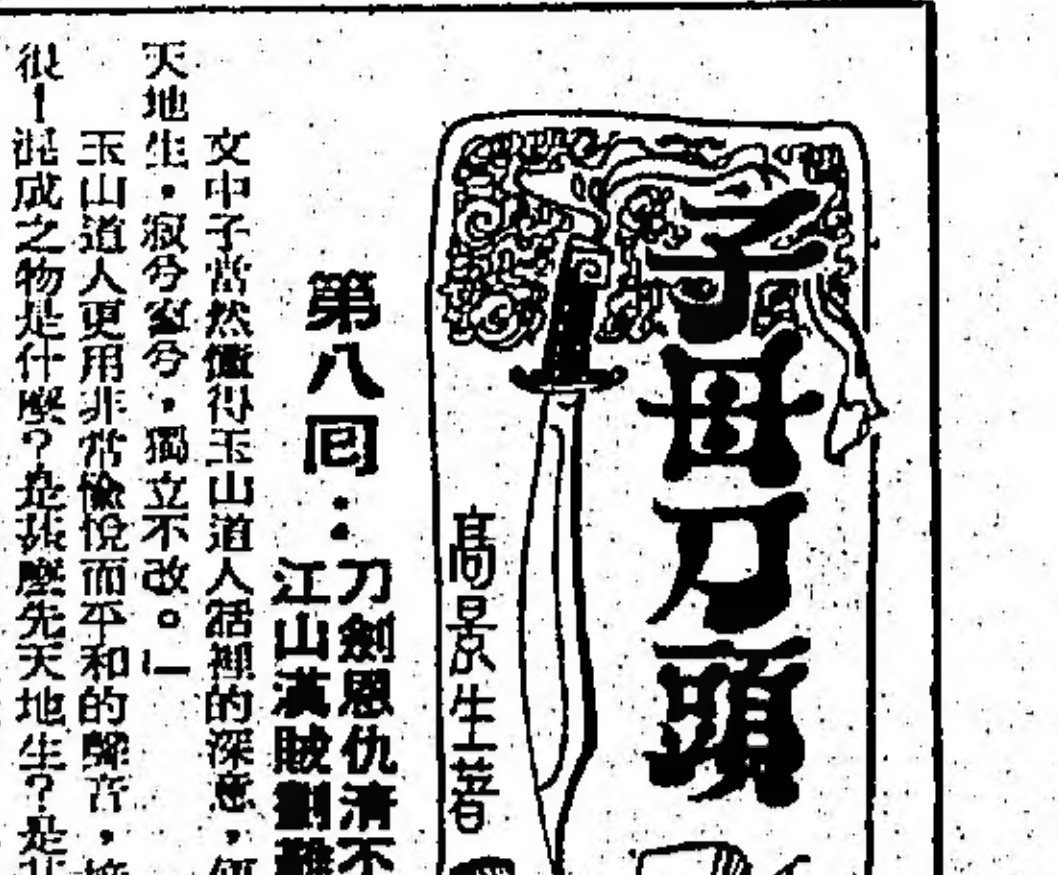 子母刀頭
高景生著
第八回：
刀劍恩仇清不
江山漢賊劃難
文中子當然懂得玉山道人話裡的深意，
天地生，寂兮寥兮，獨立不改。」
玉山道人更用非常愉悅而平和的聲音，接
很！混成之物是什麼？是甚麼先天地生？是